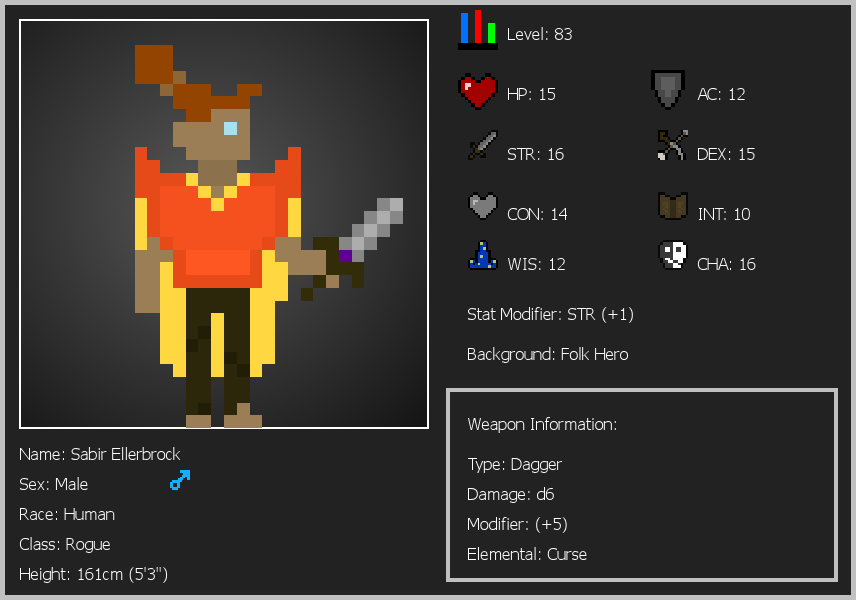 Level: 83
HP: 15
AC: 12
STR: 16
DEX: 15
CON: 14
INT: 10
WIS: 12
CHA: 16
Stat Modifier: STR (+1)
Background: Folk Hero
Weapon Information:
Type: Dagger
Damage: d6
Modifier: (+5)
Elemental: Curse
Name: Sabir Ellerbrock
Sex: Male
Race: Human
Class: Rogue
Height: 161cm (5'3")